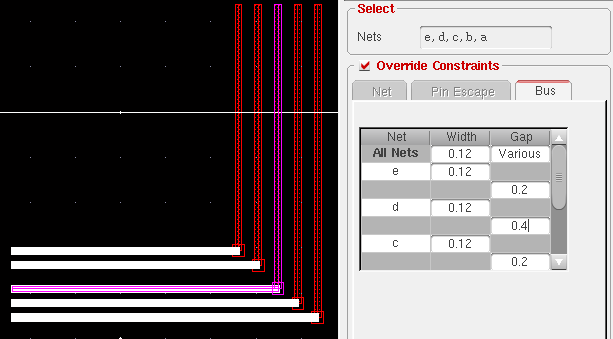 Select
Nets e, d, c, b, a
Override Constraints
Net Pin Escape Bus
Net Width Gap
All Nets 0.12 Various
e 0.12
0.2
d 0.12
0.4
c 0.12
0.2